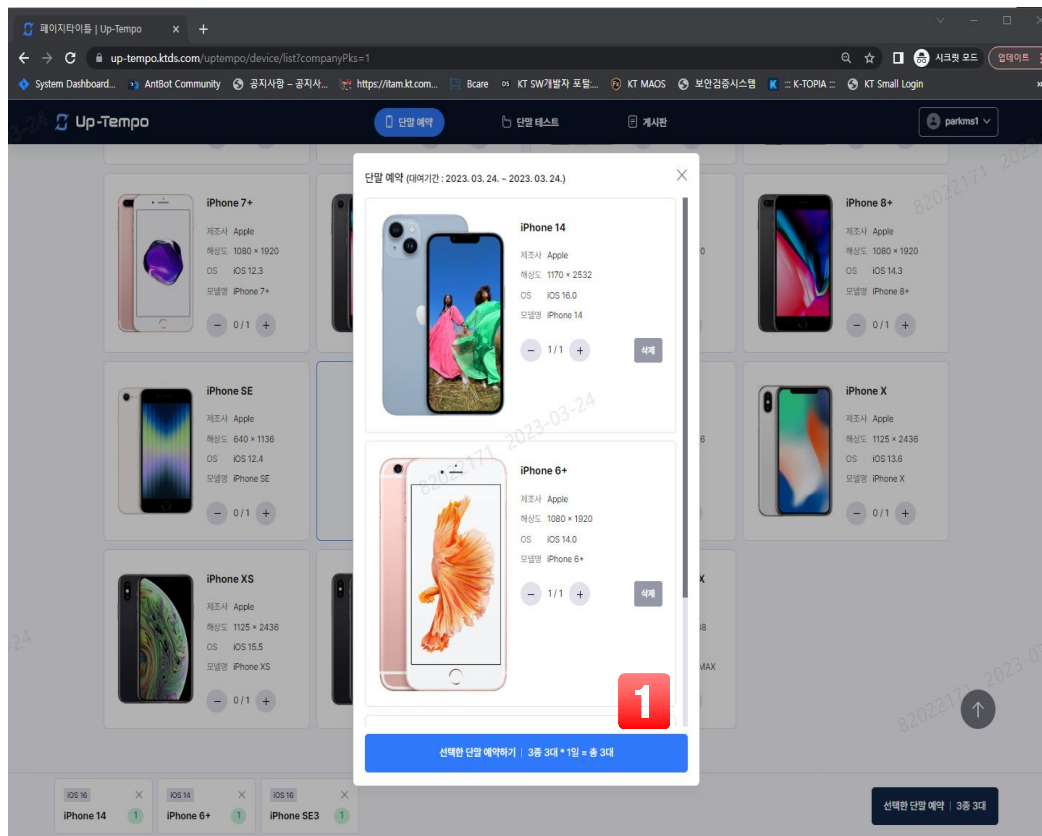 페이지타이틀 | Up-Tempo
up-tempo.ktds.com/uptempo/device/list?companyPks=1
시크릿 모드
업데이트
System Dashboard... AntBot Community 공지사항 – 공지사... https://itam.kt.com... Bcare KT SW개발자 포탈:... KT MAOS 보안검증시스템 ::: K-TOPIA ::: KT Small Login
Up-Tempo 단말 예약 단말 테스트 게시판 parkms1
단말 예약 (대여기간 : 2023. 03. 24. ~ 2023. 03. 24.)
iPhone 14
제조사 Apple
해상도 1170 × 2532
OS iOS 16.0
모델명 iPhone 14
1 / 1
삭제
iPhone 6+
제조사 Apple
해상도 1080 × 1920
OS iOS 14.0
모델명 iPhone 6+
1 / 1
삭제
1
선택한 단말 예약하기 | 3종 3대 * 1일 = 총 3대
iPhone 7+
제조사 Apple
해상도 1080 × 1920
OS iOS 12.3
모델명 iPhone 7+
0 / 1
iPhone 8+
제조사 Apple
해상도 1080 × 1920
OS iOS 14.3
모델명 iPhone 8+
0 / 1
iPhone SE
제조사 Apple
해상도 640 × 1136
OS iOS 12.4
모델명 iPhone SE
0 / 1
iPhone X
제조사 Apple
해상도 1125 × 2436
OS iOS 13.6
모델명 iPhone X
0 / 1
iPhone XS
제조사 Apple
해상도 1125 × 2436
OS iOS 15.5
모델명 iPhone XS
0 / 1
MAX
82022171 2023-03-24
iOS 16
iPhone 14 1
iOS 14
iPhone 6+ 1
iOS 16
iPhone SE3 1
선택한 단말 예약 | 3종 3대